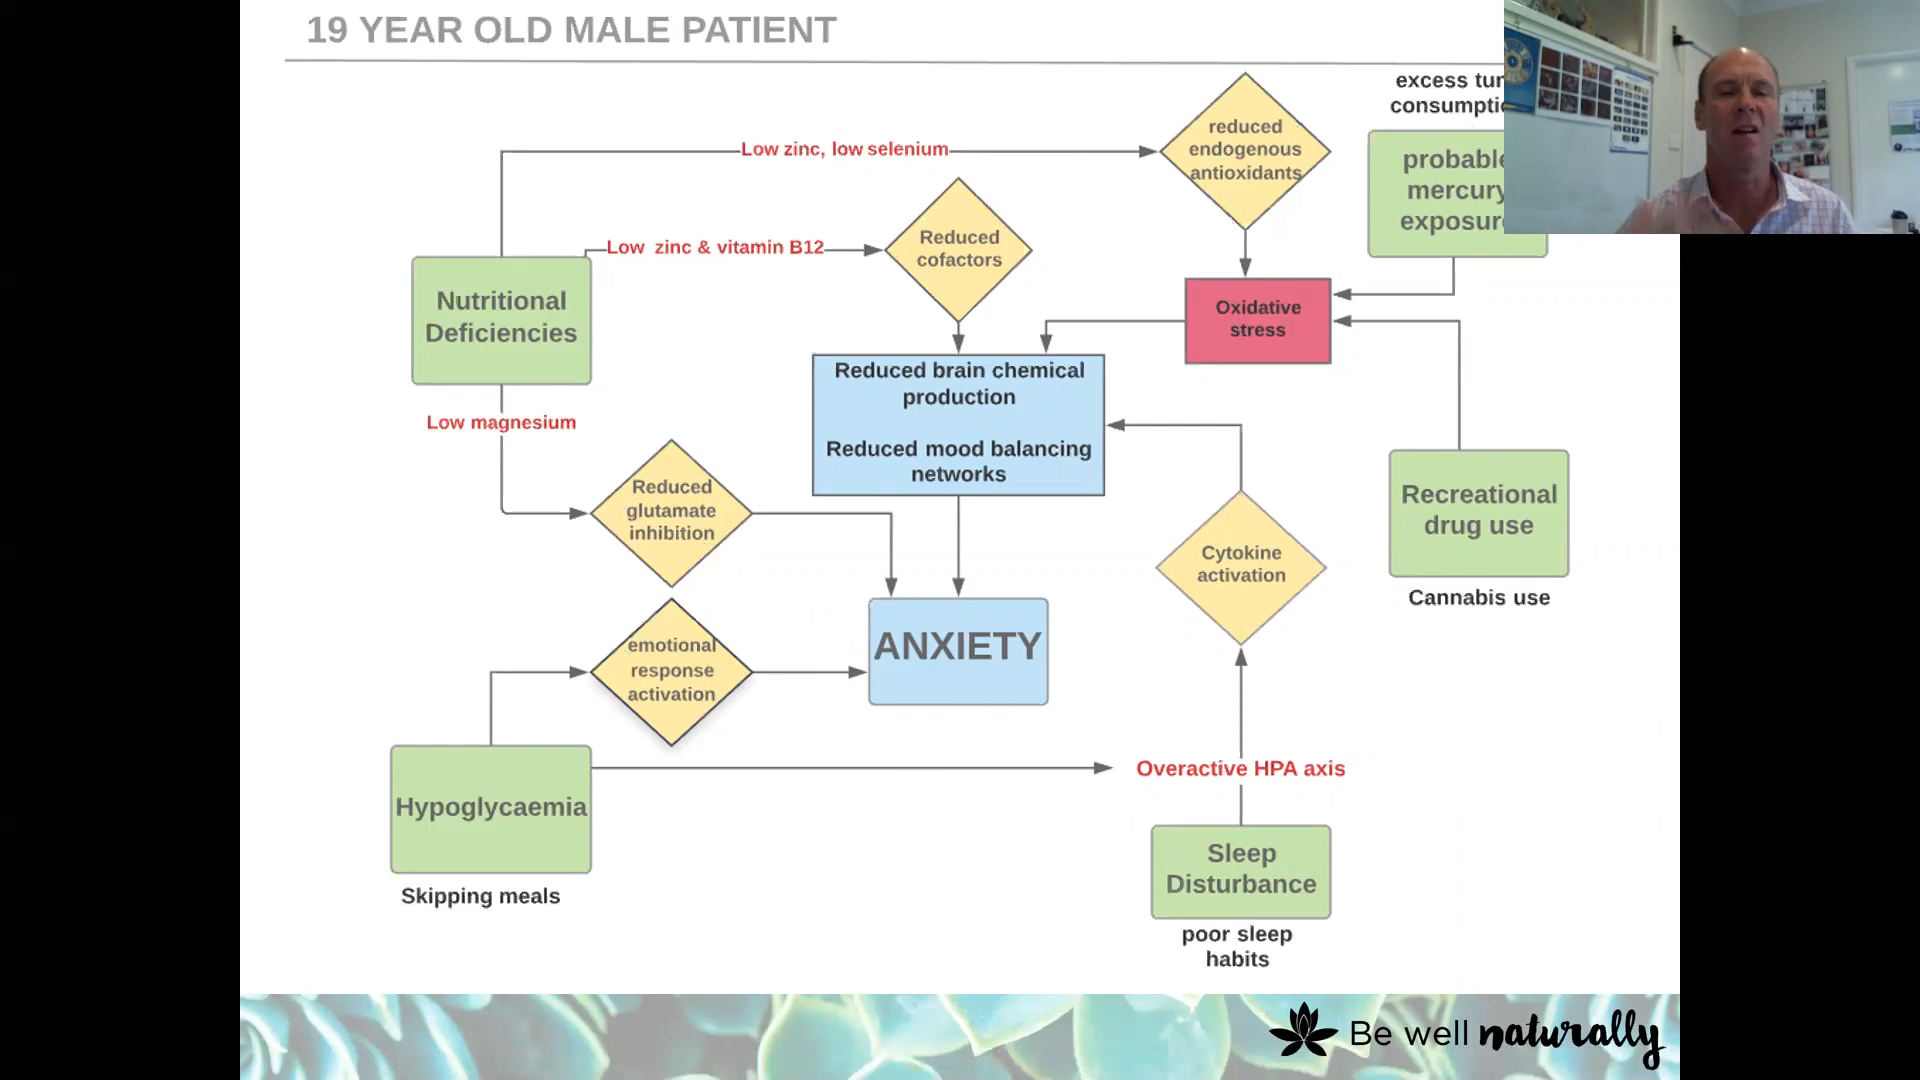 19 YEAR OLD MALE PATIENT
excess
Low zinc, low selenium
reduced
endogenous
antioxidants
probable
mercury
exposure
Low zinc & vitamin B12
Reduced
cofactors
Nutritional
Deficiencies
Oxidative
stress
Reduced brain chemical
production
Reduced mood balancing
networks
Low magnesium
Reduced
glutamate
inhibition
Recreational
drug use
Cannabis use
Cytokine
activation
emotional
response
activation
ANXIETY
Hypoglycaemia
Skipping meals
Overactive HPA axis
Sleep
Disturbance
poor sleep
habits
Be well naturally